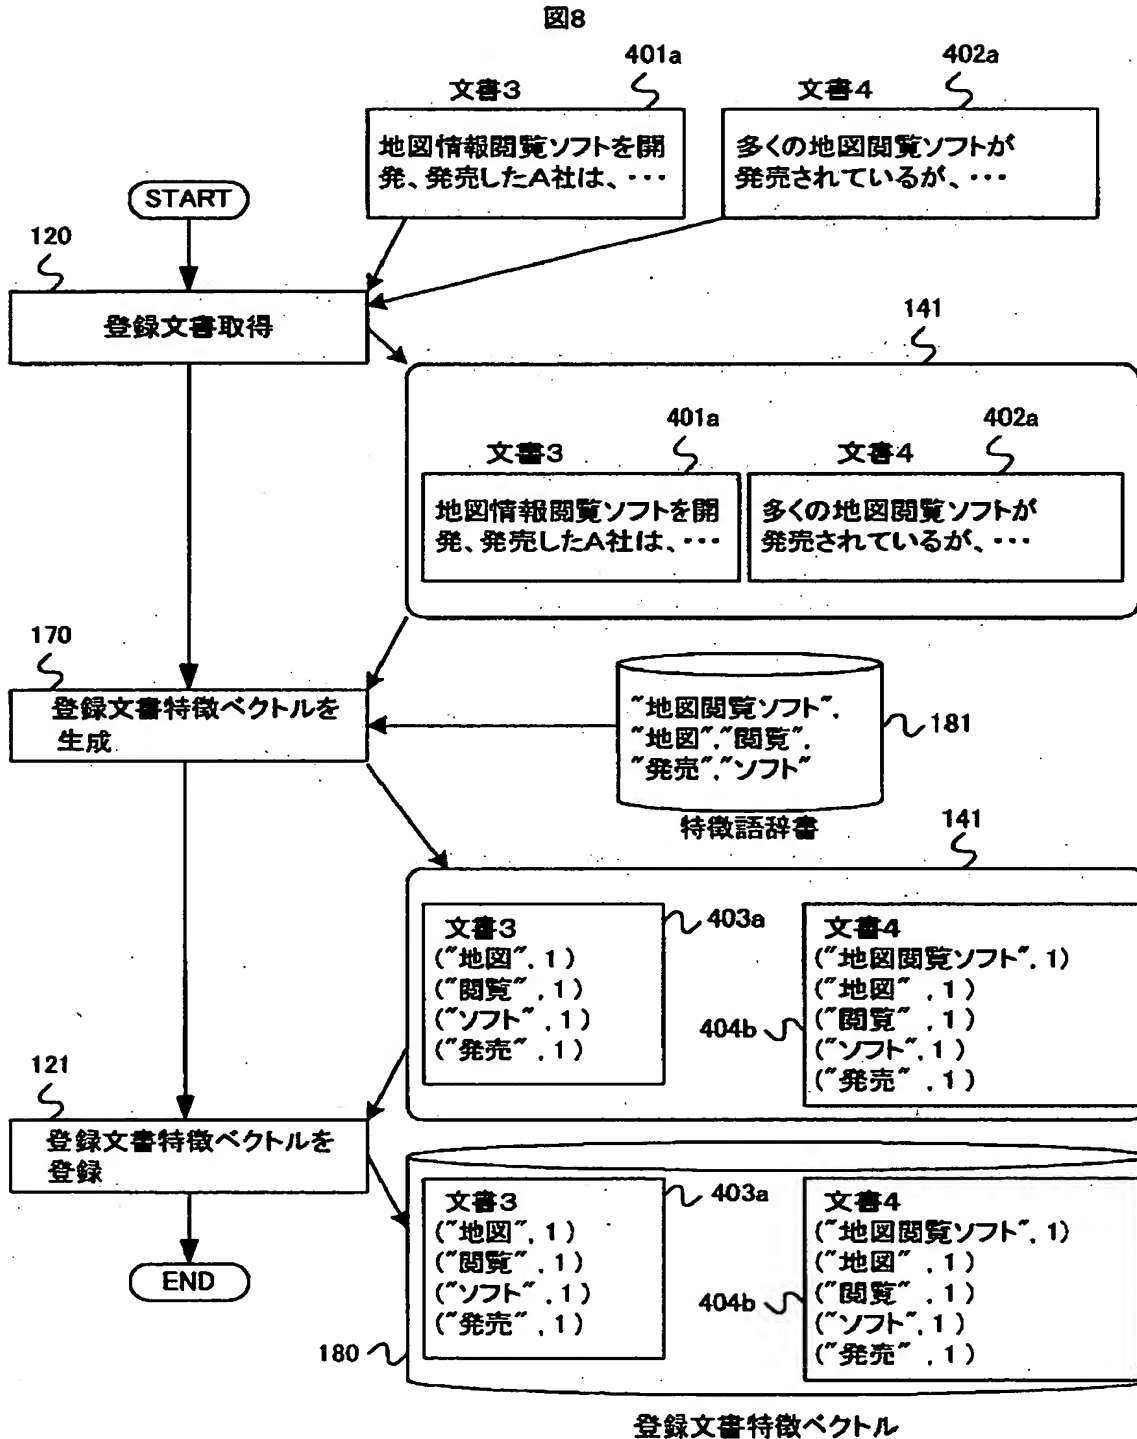 図8
401a
402a
文書3
文書4
地図情報閲覧ソフトを開
発、発売したA社は、・・・
多くの地図閲覧ソフトが
発売されているが、・・・
START
120
登録文書取得
141
401a
402a
文書3
文書4
地図情報閲覧ソフトを開
発、発売したA社は、・・・
多くの地図閲覧ソフトが
発売されているが、・・・
170
登録文書特徴ベクトルを
生成
"地図閲覧ソフト",
"地図","閲覧",
"発売","ソフト"
181
特徴語辞書
141
文書3
("地図",1)
("閲覧",1)
("ソフト",1)
("発売",1)
403a
文書4
("地図閲覧ソフト",1)
("地図",1)
("閲覧",1)
("ソフト",1)
("発売",1)
404b
121
登録文書特徴ベクトルを
登録
文書3
("地図",1)
("閲覧",1)
("ソフト",1)
("発売",1)
403a
文書4
("地図閲覧ソフト",1)
("地図",1)
("閲覧",1)
("ソフト",1)
("発売",1)
404b
END
180
登録文書特徴ベクトル